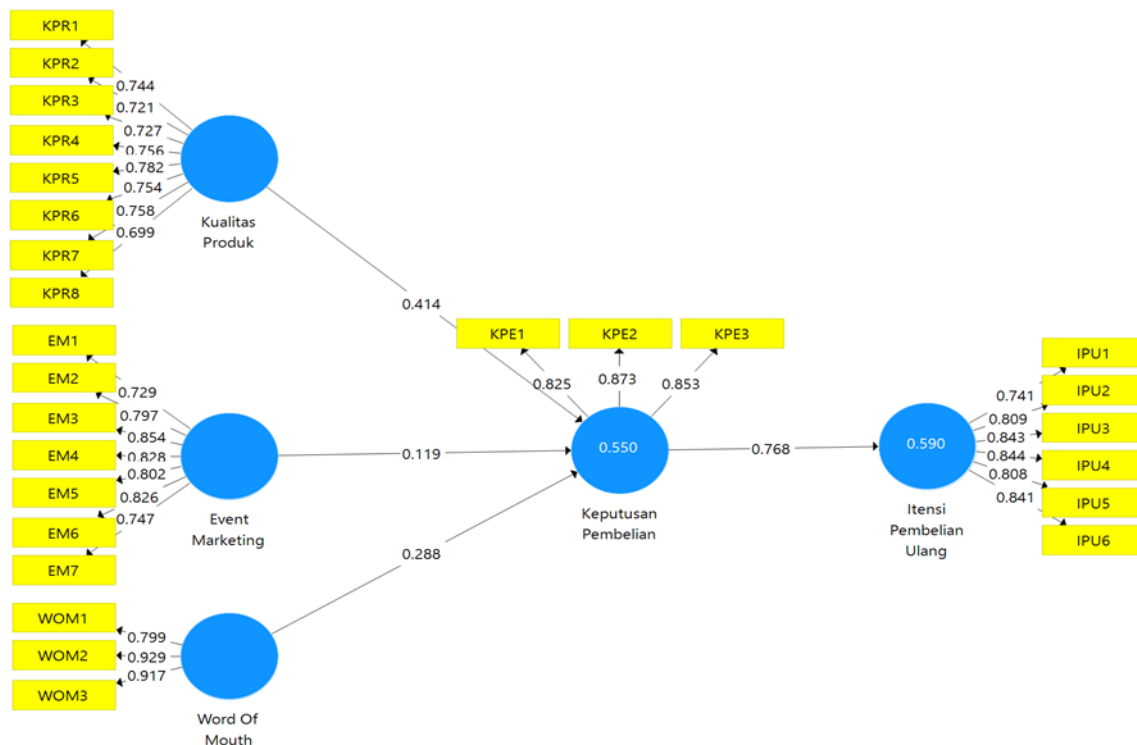 KPR1
KPR2
KPR3
KPR4
KPR5
KPR6
KPR7
KPR8
0.744
0.721
0.727
0.756
0.782
0.754
0.758
0.699
Kualitas
Produk
0.414
EM1
EM2
EM3
EM4
EM5
EM6
EM7
0.729
0.797
0.854
0.828
0.802
0.826
0.747
Event
Marketing
0.119
WOM1
WOM2
WOM3
0.799
0.929
0.917
Word Of
Mouth
0.288
KPE1
KPE2
KPE3
0.825
0.873
0.853
0.550
Keputusan
Pembelian
0.768
0.590
Itensi
Pembelian
Ulang
0.741
0.809
0.843
0.844
0.808
0.841
IPU1
IPU2
IPU3
IPU4
IPU5
IPU6